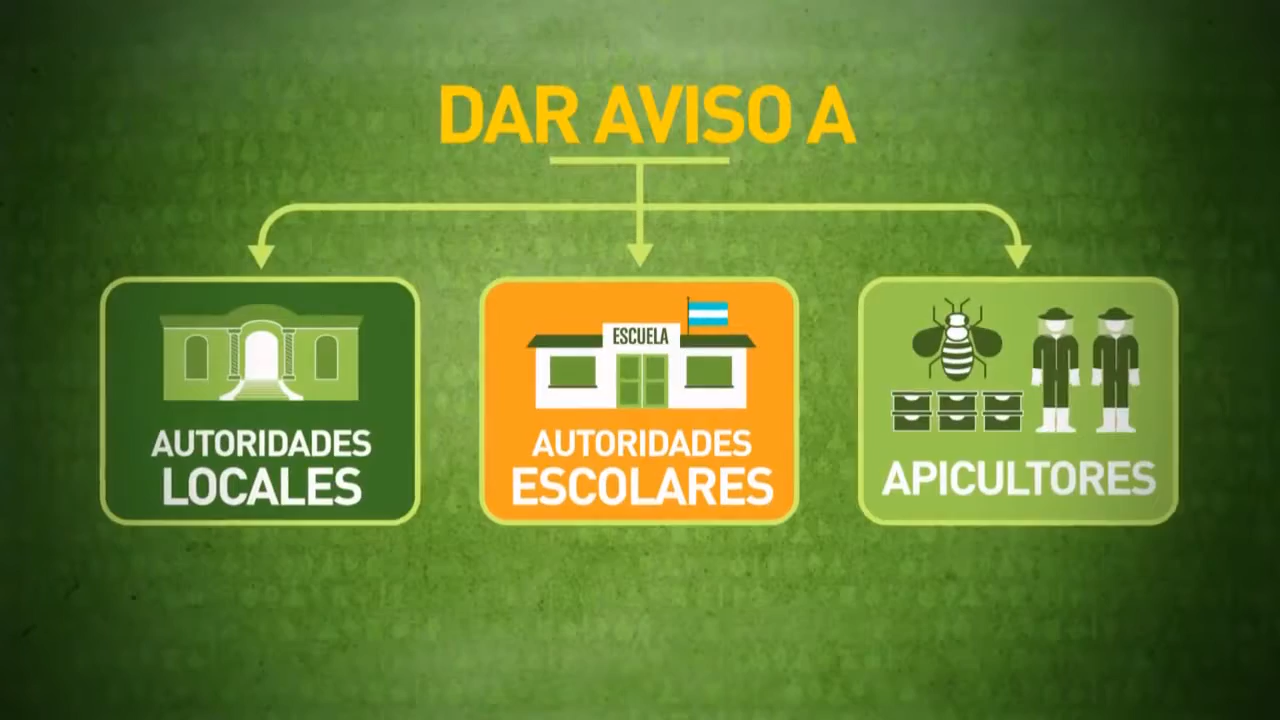 DAR AVISO A
AUTORIDADES
LOCALES
ESCUELA
AUTORIDADES
ESCOLARES
APICULTORES